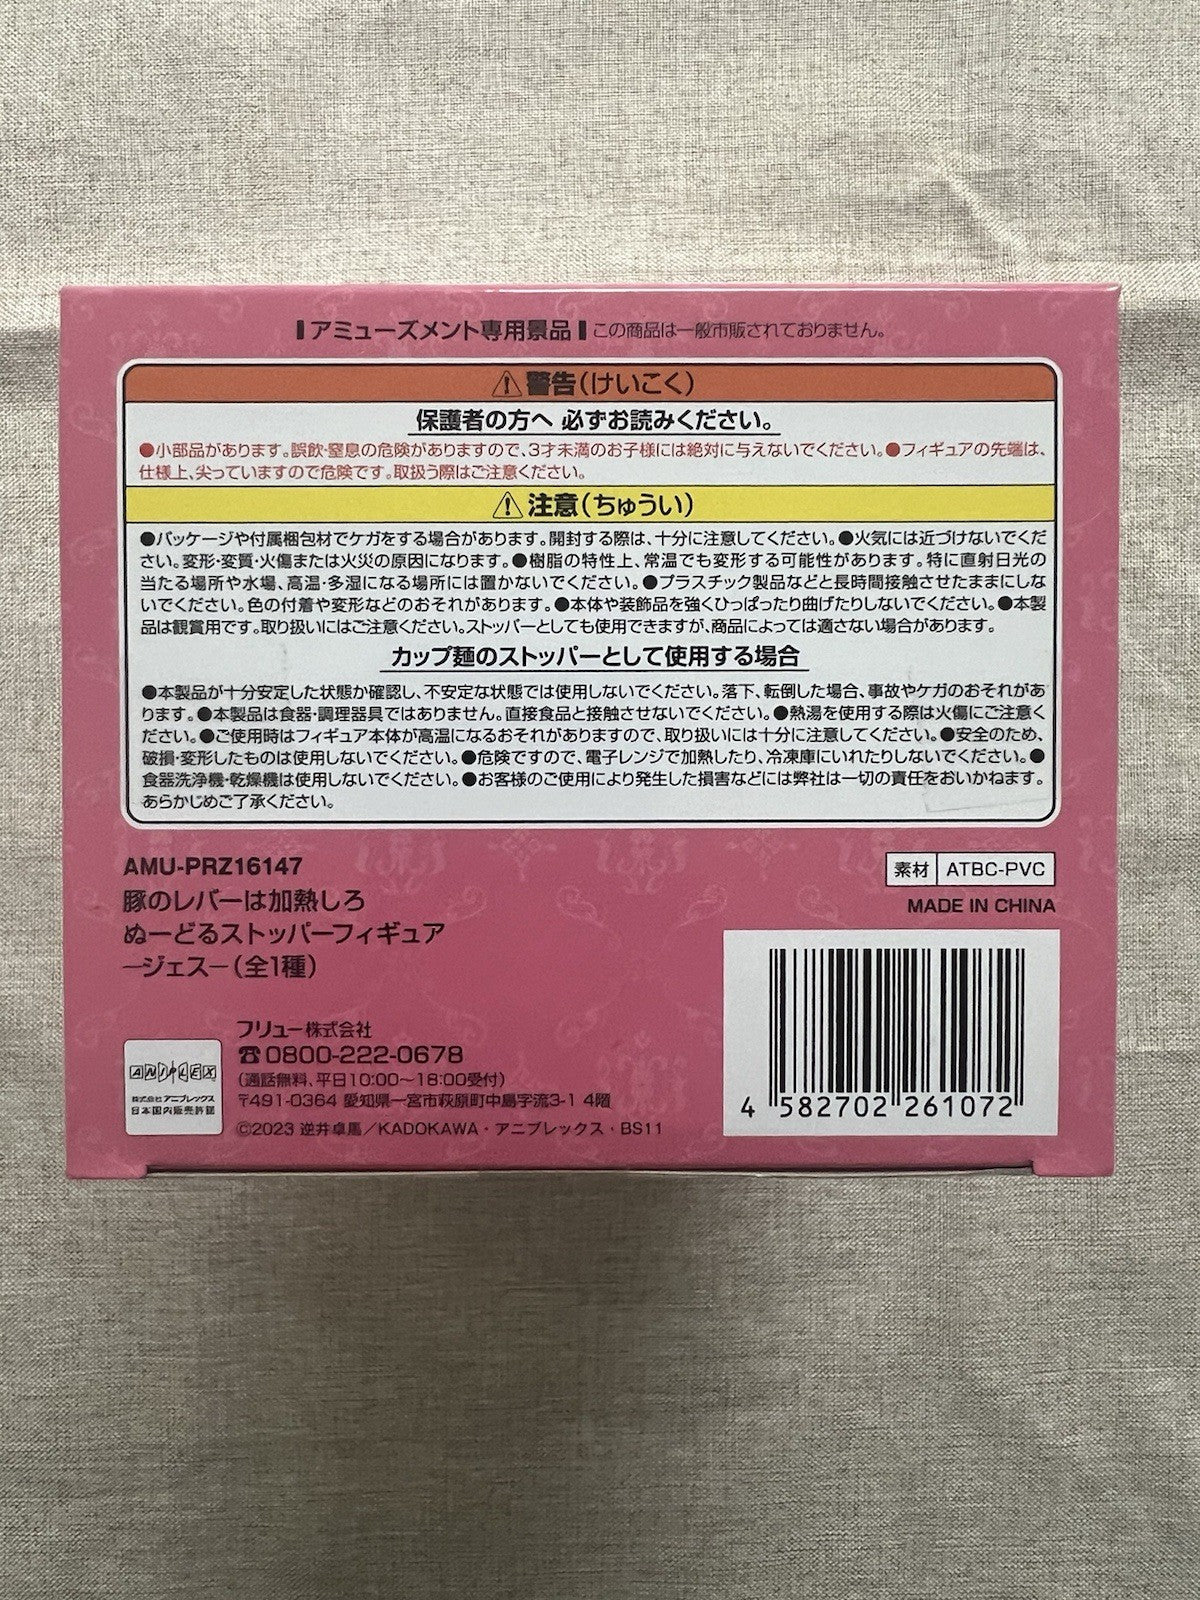 アミューズメント専用景品 この商品は一般市販されておりません。
⚠警告(けいこく)
保護者の方へ 必ずお読みください。
●小部品があります。誤飲・窒息の危険がありますので、3才未満のお子様には絶対に与えないでください。●フィギュアの先端は、
仕様上、尖っていますので危険です。取扱う際はご注意ください。
⚠注意(ちゅうい)
●パッケージや付属梱包材でケガをする場合があります。開封する際は、十分に注意してください。●火気には近づけないでくだ
さい。変形・変質・火傷または火災の原因になります。●樹脂の特性上、常温でも変形する可能性があります。特に直射日光の
当たる場所や水場、高温・多湿になる場所には置かないでください。●プラスチック製品などと長時間接触させたままにしな
いでください。色の付着や変形などのおそれがあります。●本体や装飾品を強くひっぱったり曲げたりしないでください。●本製
品は観賞用です。取り扱いにはご注意ください。ストッパーとしても使用できますが、商品によっては適さない場合があります。
カップ麺のストッパーとして使用する場合
●本製品が十分安定した状態か確認し、不安定な状態では使用しないでください。落下、転倒した場合、事故やケガのおそれがあ
ります。●本製品は食器・調理器具ではありません。直接食品と接触させないでください。●熱湯を使用する際は火傷にご注意く
ださい。●ご使用時はフィギュア本体が高温になるおそれがありますので、取り扱いには十分に注意してください。●安全のため、
破損・変形したものは使用しないでください。●危険ですので、電子レンジで加熱したり、冷凍庫にいれたりしないでください。●
食器洗浄機・乾燥機は使用しないでください。●お客様のご使用により発生した損害などには弊社は一切の責任をおいかねます。
あらかじめご了承ください。
AMU-PRZ16147
豚のレバーは加熱しろ
ぬーどるストッパーフィギュア
―ジェス―(全1種)
素材 ATBC-PVC
MADE IN CHINA
フリュー株式会社
☎0800-222-0678
(通話無料、平日10:00〜18:00受付)
〒491-0364 愛知県一宮市萩原町中島字流3-1 4階
©2023 逆井卓馬/KADOKAWA・アニプレックス・BS11
ANIPLEX
株式会社アニプレックス
日本国内販売許諾
4 582702 261072